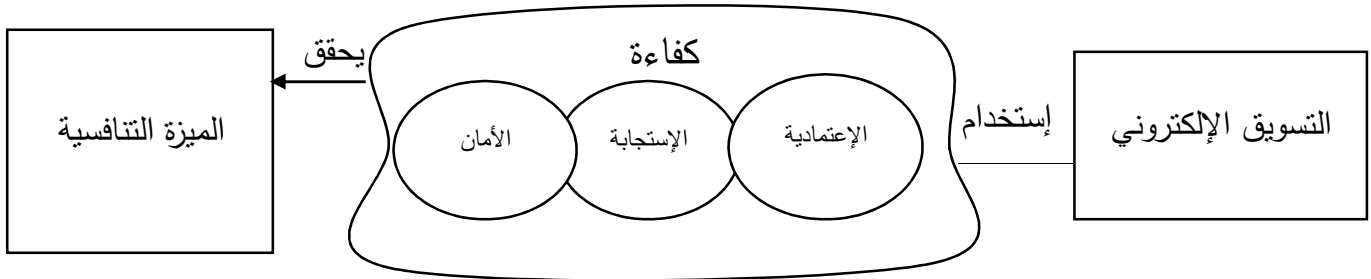 التسويق الإلكتروني
إستخدام
كفاءة
الإعتمادية
الإستجابة
الأمان
يحقق
الميزة التنافسية